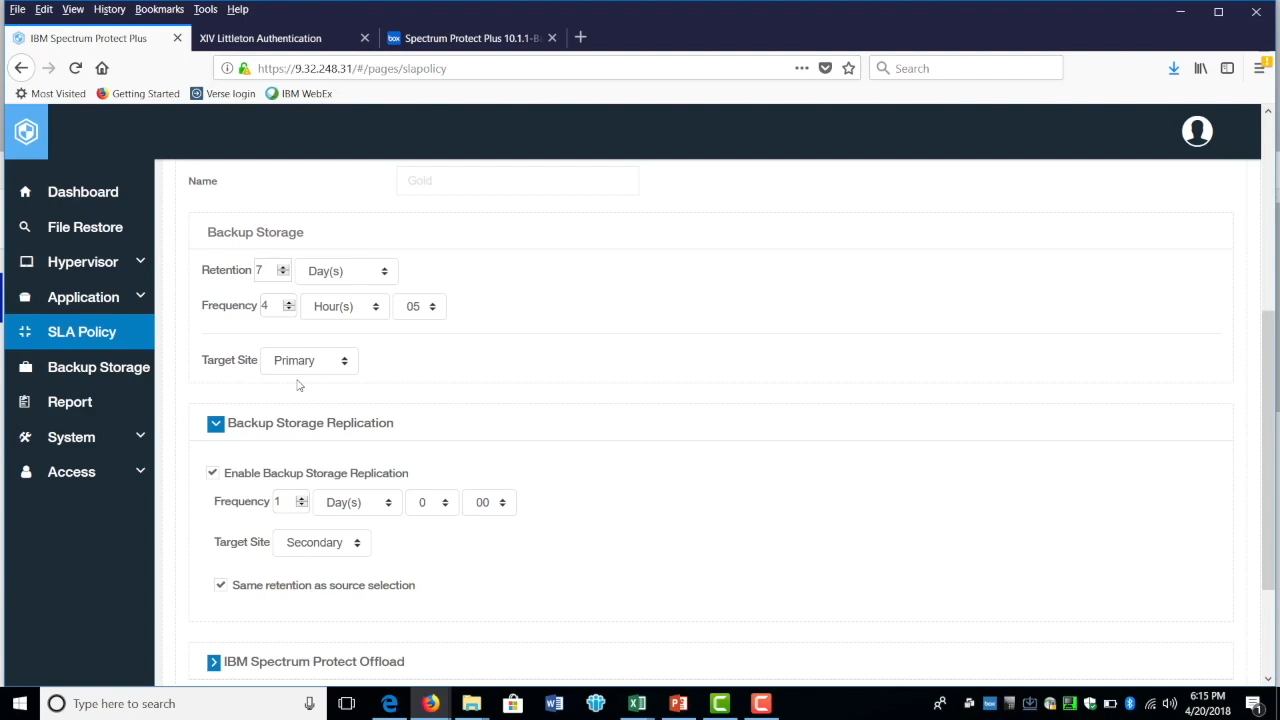 File Edit View History Bookmarks Tools Help
IBM Spectrum Protect Plus XIV Littleton Authentication box Spectrum Protect Plus 10.1.1-B
https://9.32.248.31/#/pages/slapolicy Search
Most Visited Getting Started Verse login IBM WebEx
Dashboard
File Restore
Hypervisor
Application
SLA Policy
Backup Storage
Report
System
Access
Name Gold
Backup Storage
Retention 7 Day(s)
Frequency 4 Hour(s) 05
Target Site Primary
Backup Storage Replication
Enable Backup Storage Replication
Frequency 1 Day(s) 0 00
Target Site Secondary
Same retention as source selection
IBM Spectrum Protect Offload
Type here to search
6:15 PM
4/20/2018
1